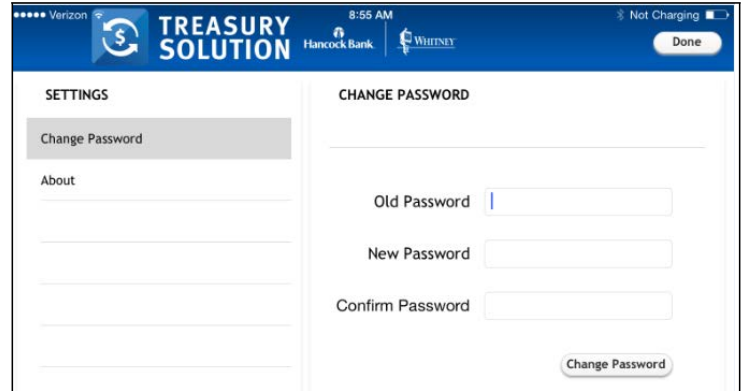 Verizon 8:55 AM Not Charging
TREASURY
SOLUTION
Hancock Bank WHITNEY
Done
SETTINGS
Change Password
About
CHANGE PASSWORD
Old Password
New Password
Confirm Password
Change Password